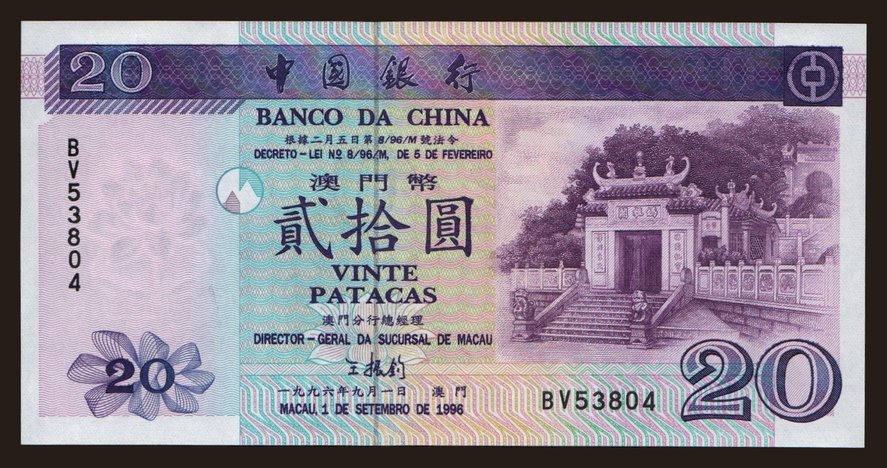 20
中國銀行
BANCO DA CHINA
根據二月五日第8/96/M號法令
DECRETO-LEI Nº 8/96/M, DE 5 DE FEVEREIRO
澳門幣
貳拾圓
VINTE
PATACAS
澳門分行總經理
DIRECTOR-GERAL DA SUCURSAL DE MACAU
王振鈞
一九九六年九月一日 澳門
MACAU, 1 DE SETEMBRO DE 1996
BV53804
20
BV53804
20